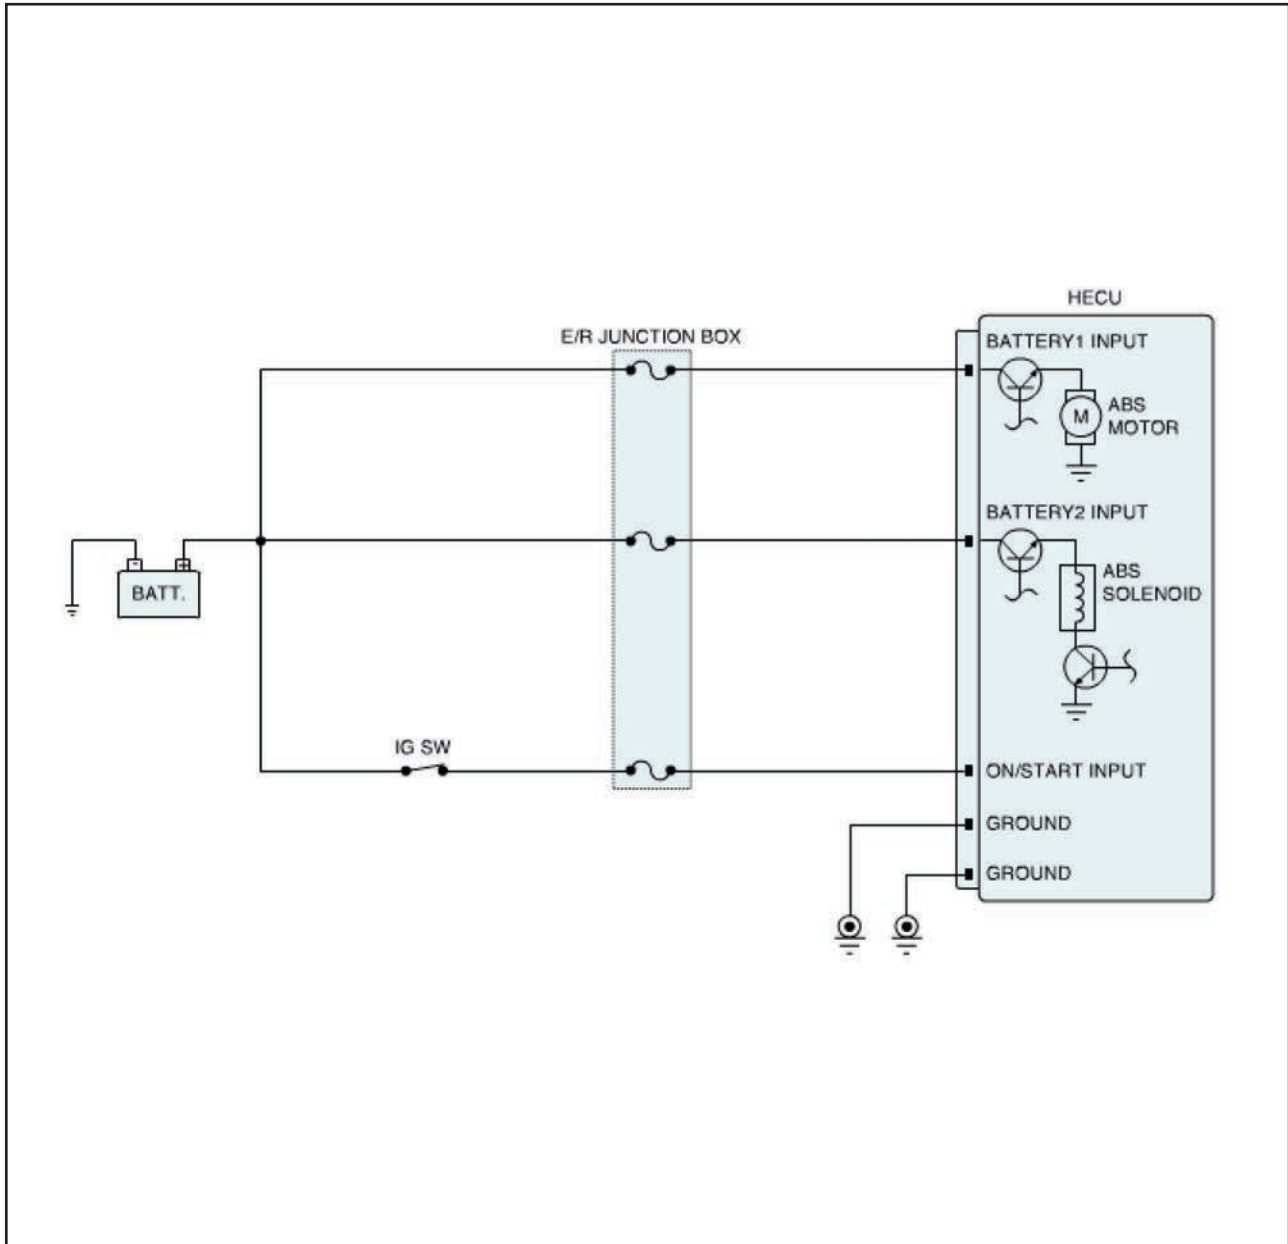 HECU
E/R JUNCTION BOX
BATTERY1 INPUT
M
ABS
MOTOR
BATTERY2 INPUT
- +
BATT.
ABS
SOLENOID
IG SW
ON/START INPUT
GROUND
GROUND